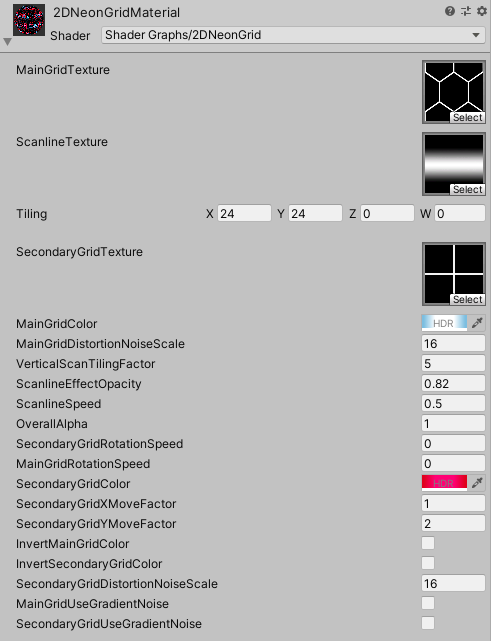 2DNeonGridMaterial
Shader Shader Graphs/2DNeonGrid
MainGridTexture
Select
ScanlineTexture
Select
Tiling X 24 Y 24 Z 0 W 0
SecondaryGridTexture
Select
MainGridColor HDR
MainGridDistortionNoiseScale 16
VerticalScanTilingFactor 5
ScanlineEffectOpacity 0.82
ScanlineSpeed 0.5
OverallAlpha 1
SecondaryGridRotationSpeed 0
MainGridRotationSpeed 0
SecondaryGridColor HDR
SecondaryGridXMoveFactor 1
SecondaryGridYMoveFactor 2
InvertMainGridColor
InvertSecondaryGridColor
SecondaryGridDistortionNoiseScale 16
MainGridUseGradientNoise
SecondaryGridUseGradientNoise